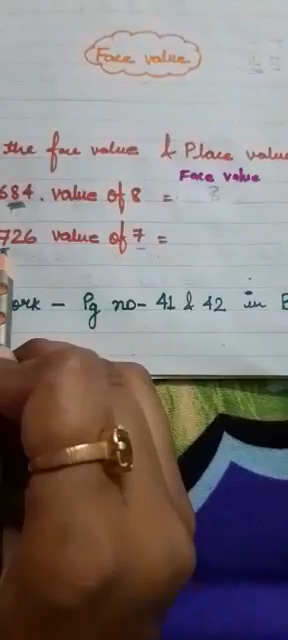 Face value
the face value & Place value
Face value
684. value of 8 =
726 value of 7 =
ork - Pg no- 41 & 42 in